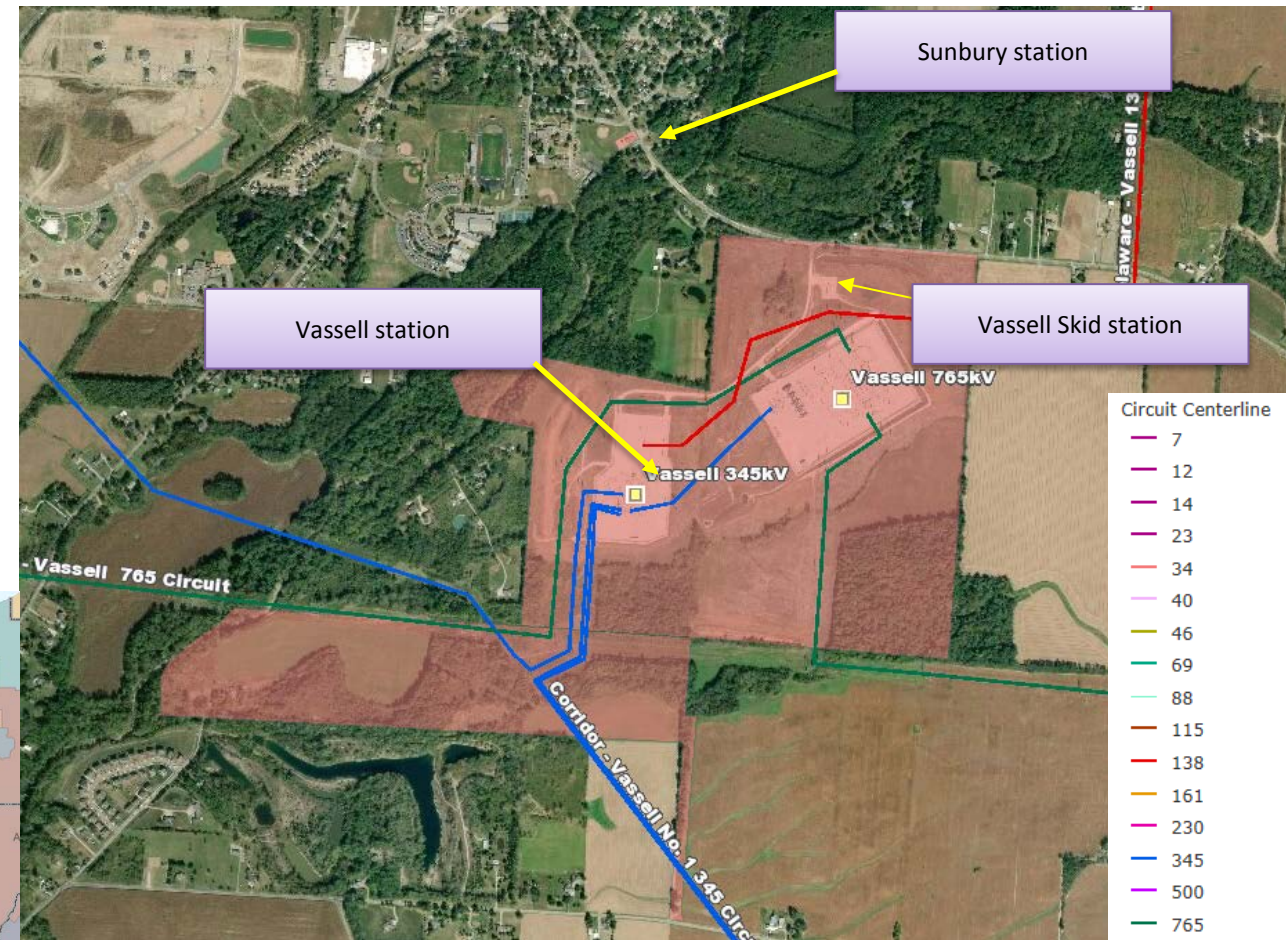 Sunbury station
laware - Vassell 13
Vassell station
Vassell Skid station
Vassell 765kV
Vassell 345kV
- Vassell 765 Circuit
Corridor - Vassell No. 1 345 Circ
Circuit Centerline
7
12
14
23
34
40
46
69
88
115
138
161
230
345
500
765